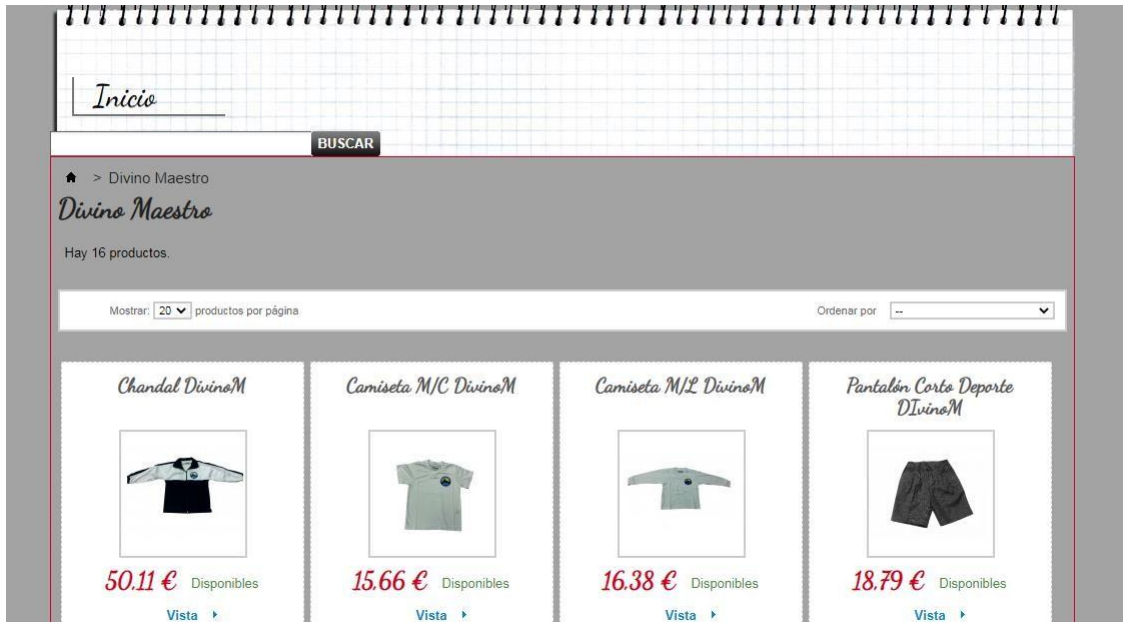 Inicio
BUSCAR
> Divino Maestro
Divino Maestro
Hay 16 productos.
Mostrar: 20 productos por página
Ordenar por --
Chandal DivinoM
Camiseta M/C DivinoM
Camiseta M/L DivinoM
Pantalón Corto Deporte
DIvinoM
50.11 € Disponibles
15.66 € Disponibles
16.38 € Disponibles
18.79 € Disponibles
Vista
Vista
Vista
Vista